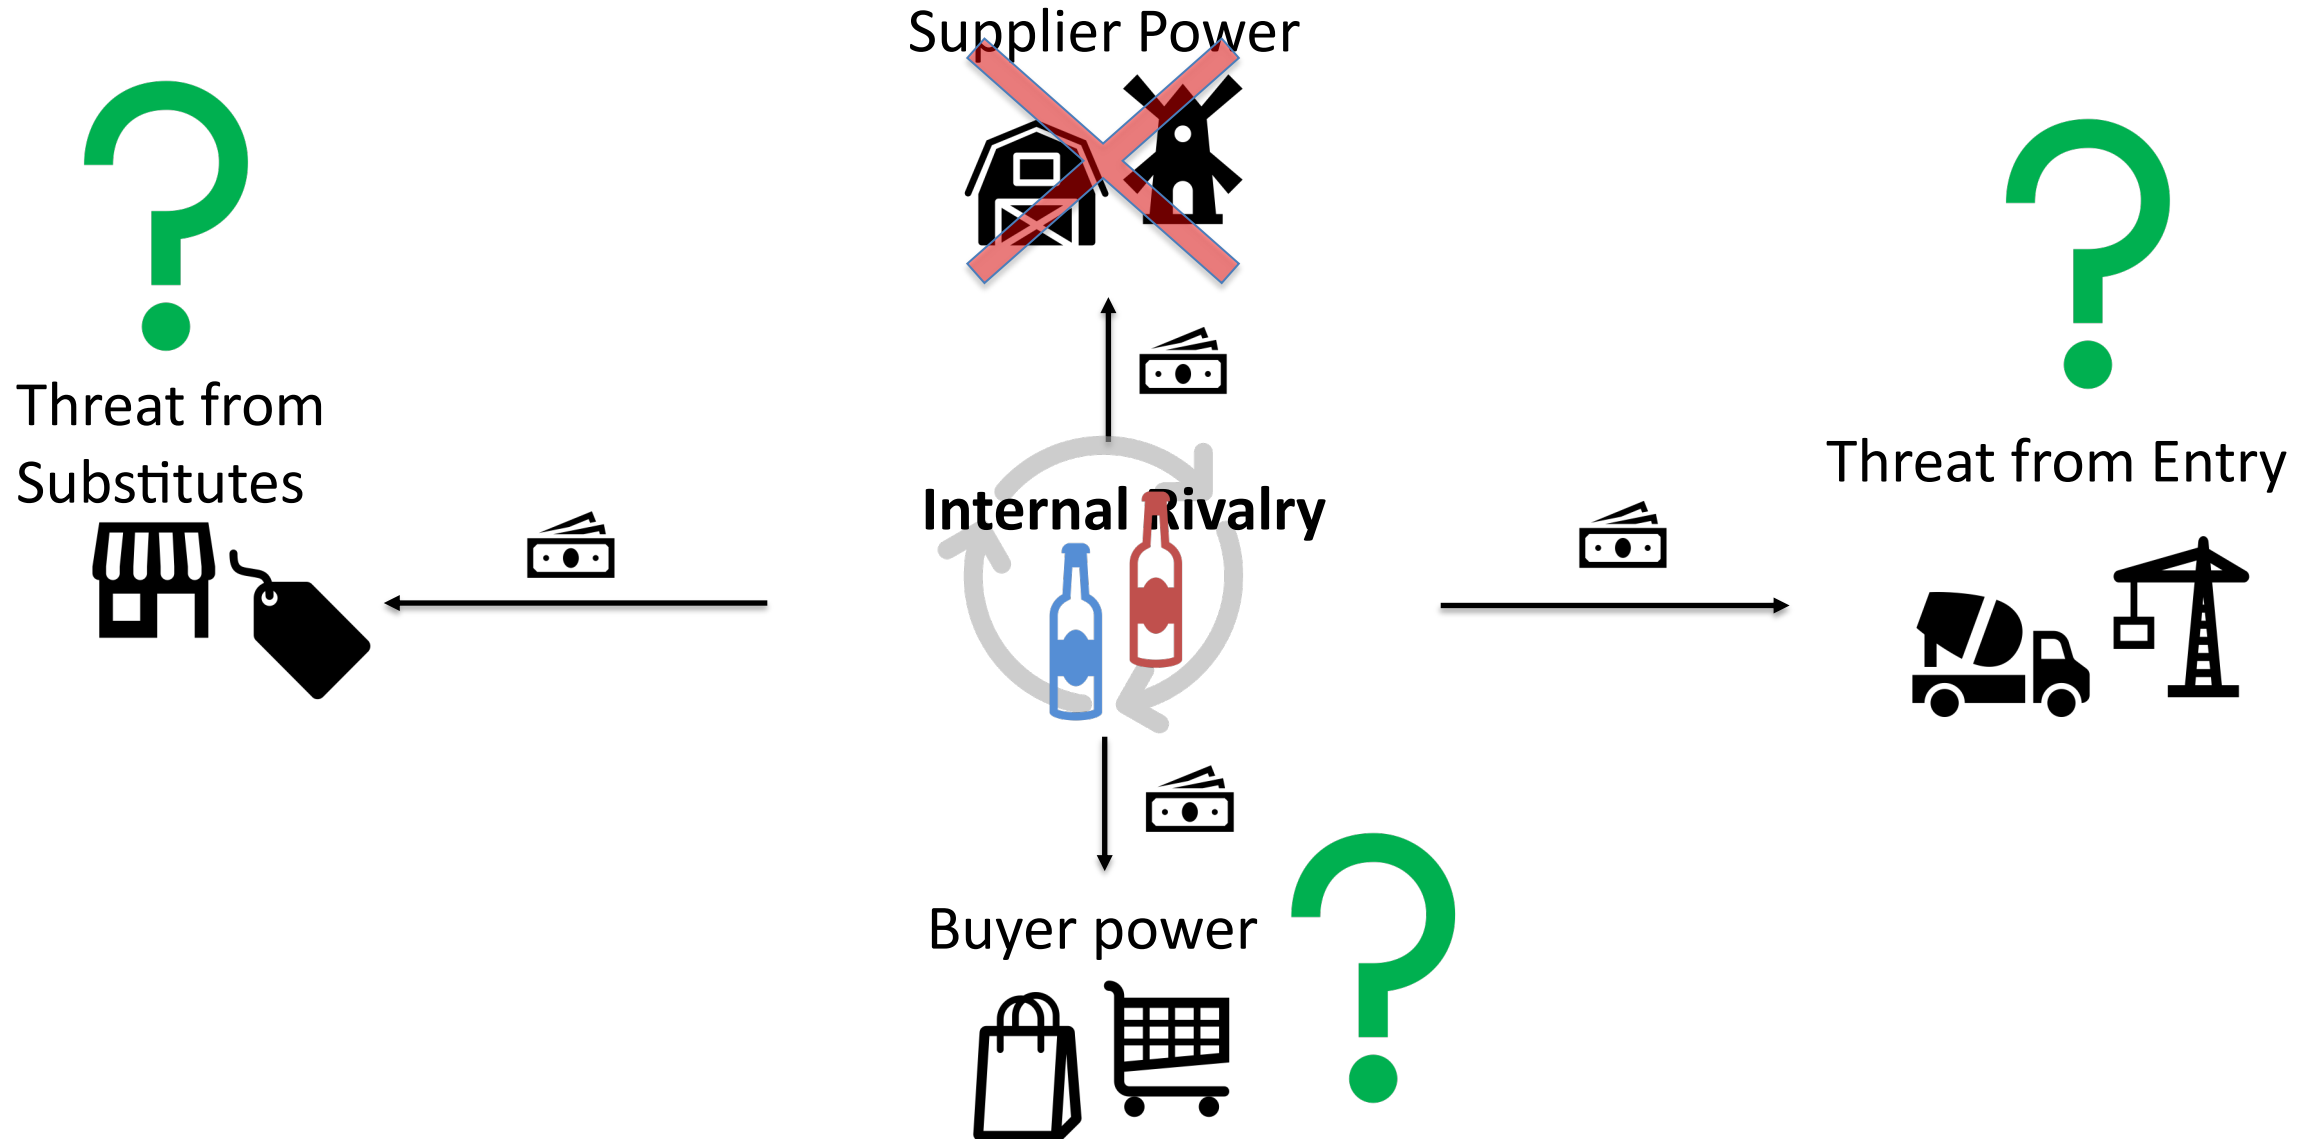 Supplier Power
Threat from
Substitutes
Threat from Entry
Internal Rivalry
Buyer power